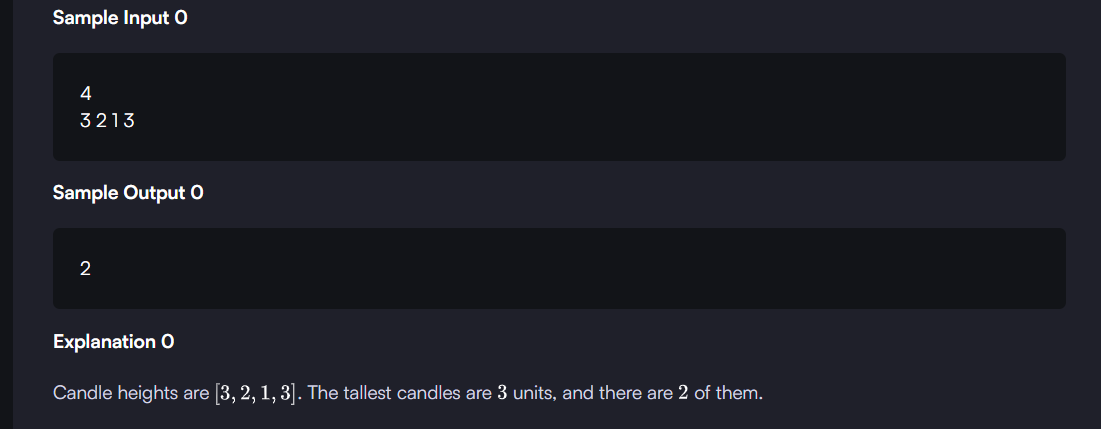 Sample Input 0
4
3 2 1 3
Sample Output 0
2
Explanation 0
Candle heights are [3, 2, 1, 3]. The tallest candles are 3 units, and there are 2 of them.